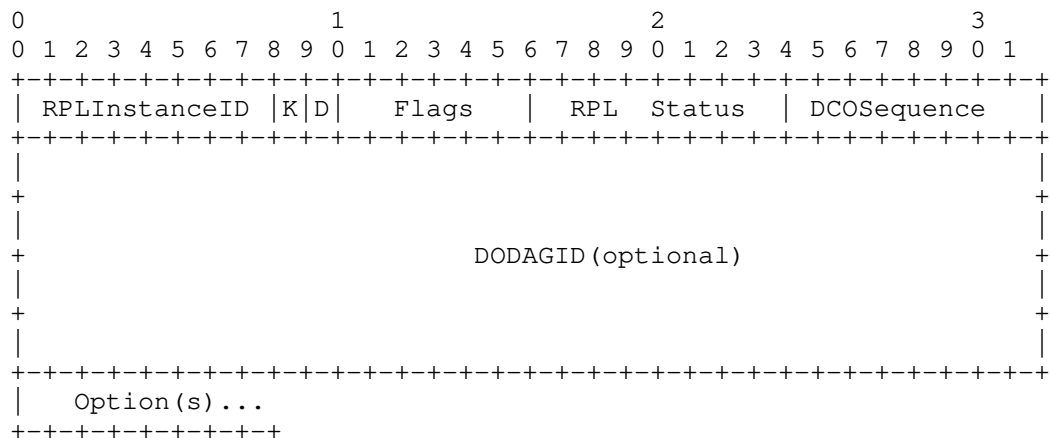 0                   1                   2                   3
0 1 2 3 4 5 6 7 8 9 0 1 2 3 4 5 6 7 8 9 0 1 2 3 4 5 6 7 8 9 0 1
+-+-+-+-+-+-+-+-+-+-+-+-+-+-+-+-+-+-+-+-+-+-+-+-+-+-+-+-+-+-+-+-+
| RPLInstanceID |K|D|   Flags   |  RPL  Status  | DCOSequence   |
+-+-+-+-+-+-+-+-+-+-+-+-+-+-+-+-+-+-+-+-+-+-+-+-+-+-+-+-+-+-+-+-+
|                                                               |
+                                                               +
|                                                               |
+                            DODAGID(optional)                  +
|                                                               |
+                                                               +
|                                                               |
+-+-+-+-+-+-+-+-+-+-+-+-+-+-+-+-+-+-+-+-+-+-+-+-+-+-+-+-+-+-+-+-+
|   Option(s)...
+-+-+-+-+-+-+-+-+